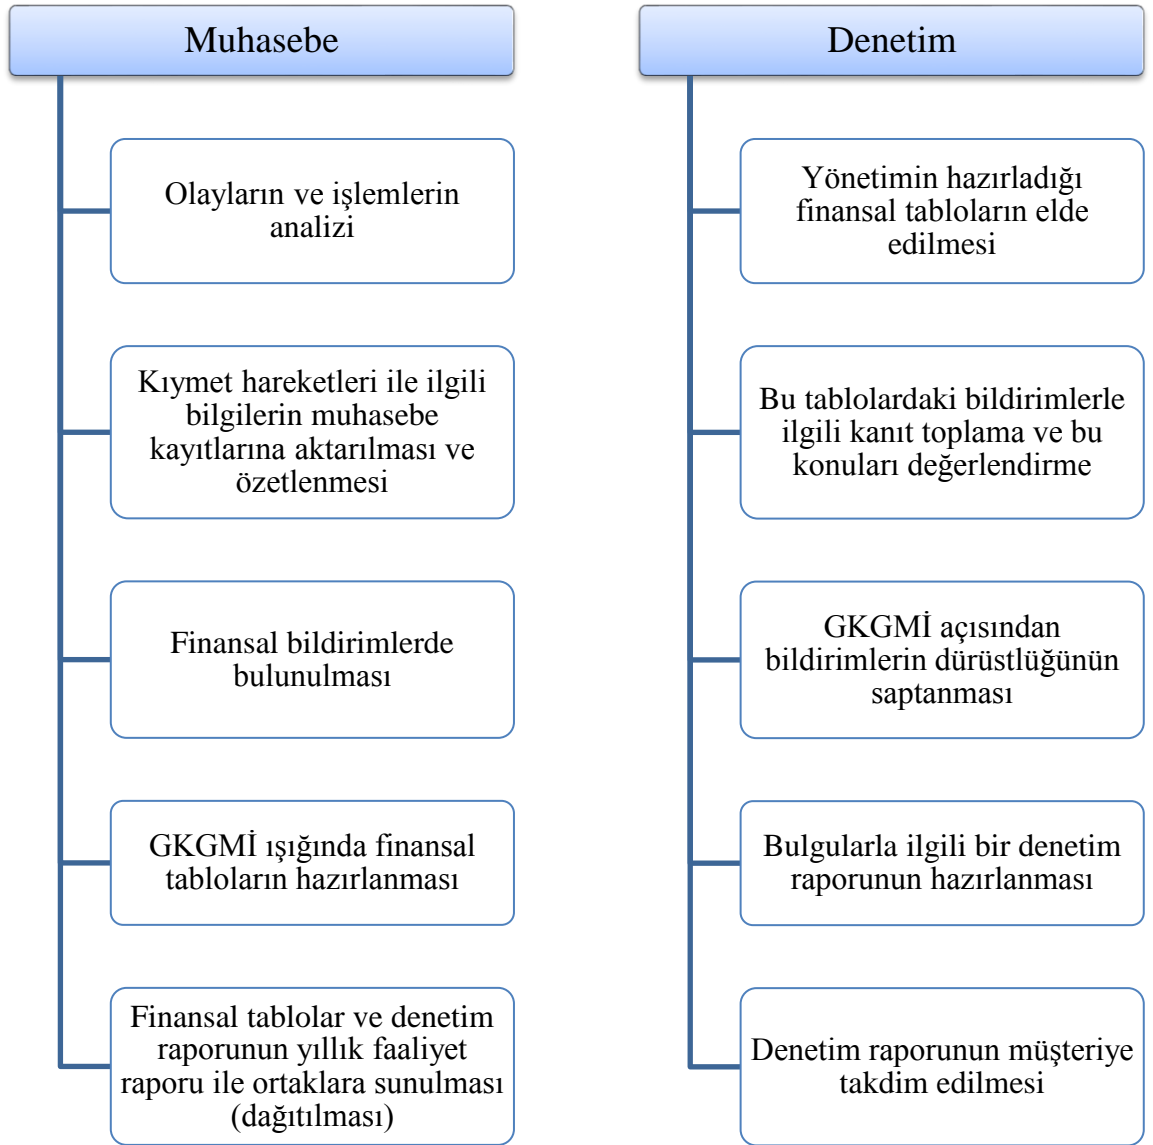 Muhasebe
Olayların ve işlemlerin
analizi
Kıymet hareketleri ile ilgili
bilgilerin muhasebe
kayıtlarına aktarılması ve
özetlenmesi
Finansal bildirimlerde
bulunulması
GKGMİ ışığında finansal
tabloların hazırlanması
Finansal tablolar ve denetim
raporunun yıllık faaliyet
raporu ile ortaklara sunulması
(dağıtılması)
Denetim
Yönetimin hazırladığı
finansal tabloların elde
edilmesi
Bu tablolardaki bildirimlerle
ilgili kanıt toplama ve bu
konuları değerlendirme
GKGMİ açısından
bildirimlerin dürüstlüğünün
saptanması
Bulgularla ilgili bir denetim
raporunun hazırlanması
Denetim raporunun müşteriye
takdim edilmesi